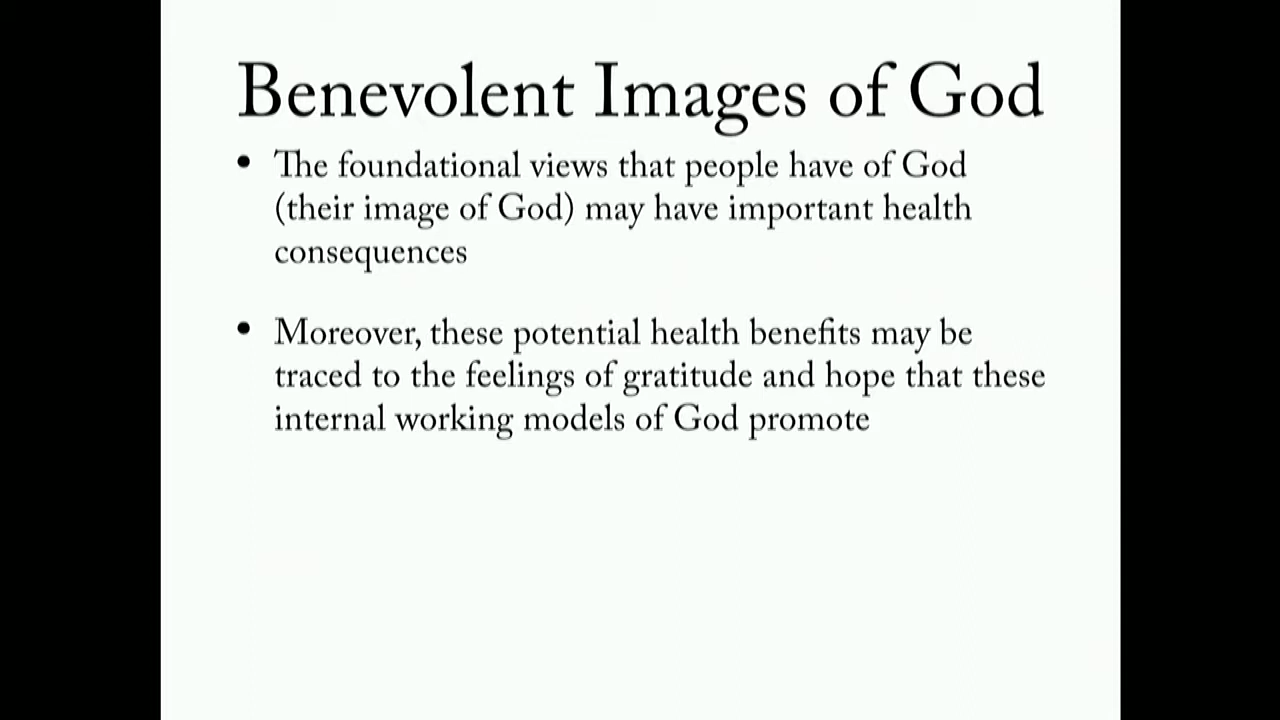 Benevolent Images of God
• The foundational views that people have of God
(their image of God) may have important health
consequences
• Moreover, these potential health benefits may be
traced to the feelings of gratitude and hope that these
internal working models of God promote